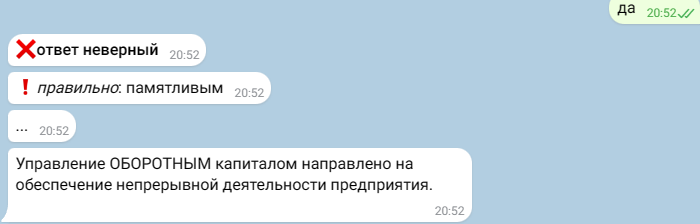 да 20:52
❌ответ неверный 20:52
❗ правильно: памятливым 20:52
... 20:52
Управление ОБОРОТНЫМ капиталом направлено на
обеспечение непрерывной деятельности предприятия.
20:52